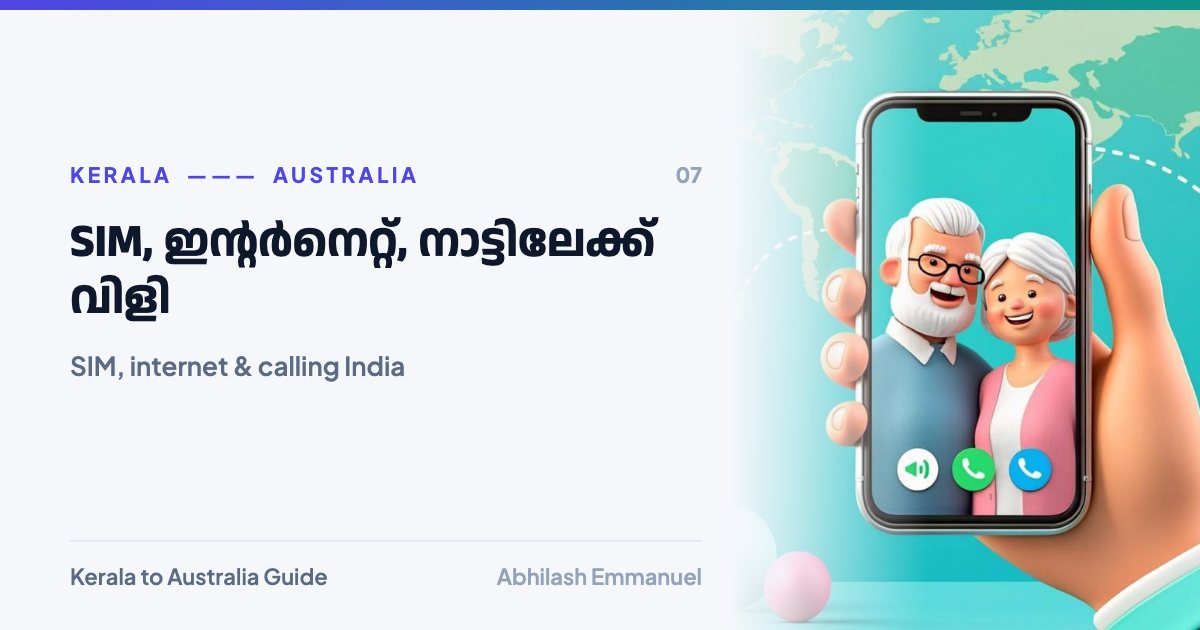 KERALA ——— AUSTRALIA 07
SIM, ഇന്റർനെറ്റ്, നാട്ടിലേക്ക്
വിളി
SIM, internet & calling India
Kerala to Australia Guide Abhilash Emmanuel